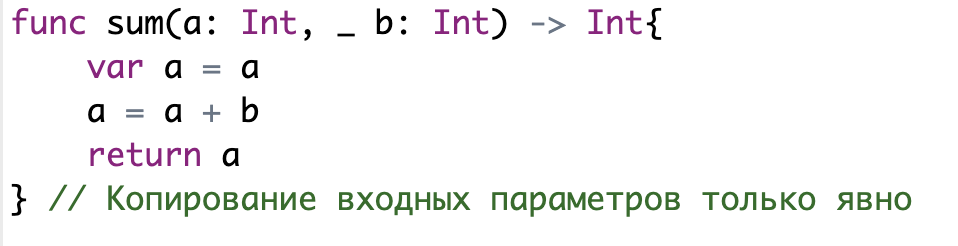 func sum(a: Int, _ b: Int) -> Int{
    var a = a
    a = a + b
    return a
} // Копирование входных параметров только явно